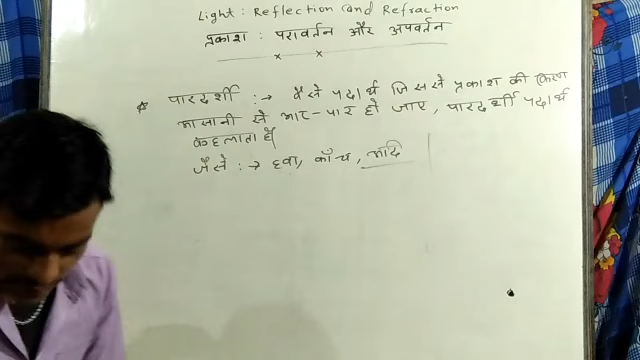 Light: Reflection and Refraction
प्रकाश : परावर्तन और अपवर्तन
पारदर्शी :→ वैसे पदार्थ जिससे प्रकाश की किरण
आसानी से आर-पार हो जाए, पारदर्शी पदार्थ
कहलाता है।
जैसे :→ हवा, काँच, आदि